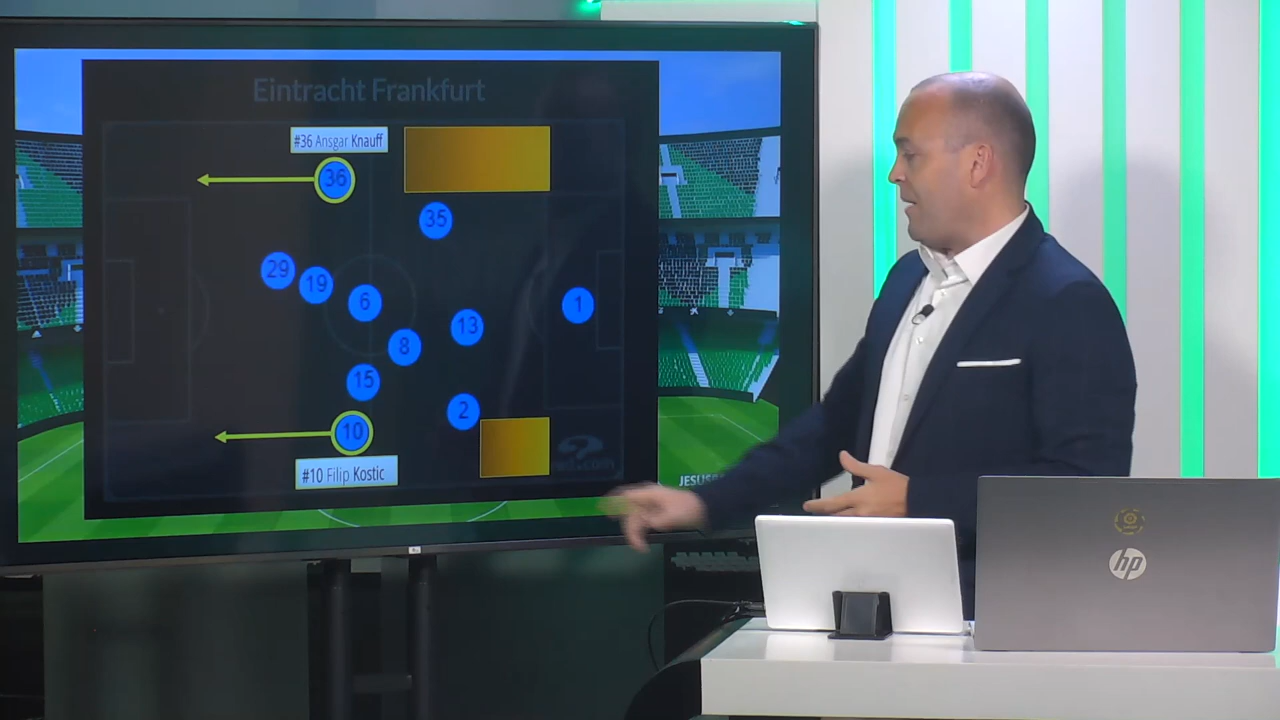 Eintracht Frankfurt
#36 Ansgar Knauff
36
35
29
19
6
1
13
8
15
2
10
#10 Filip Kostic
hp